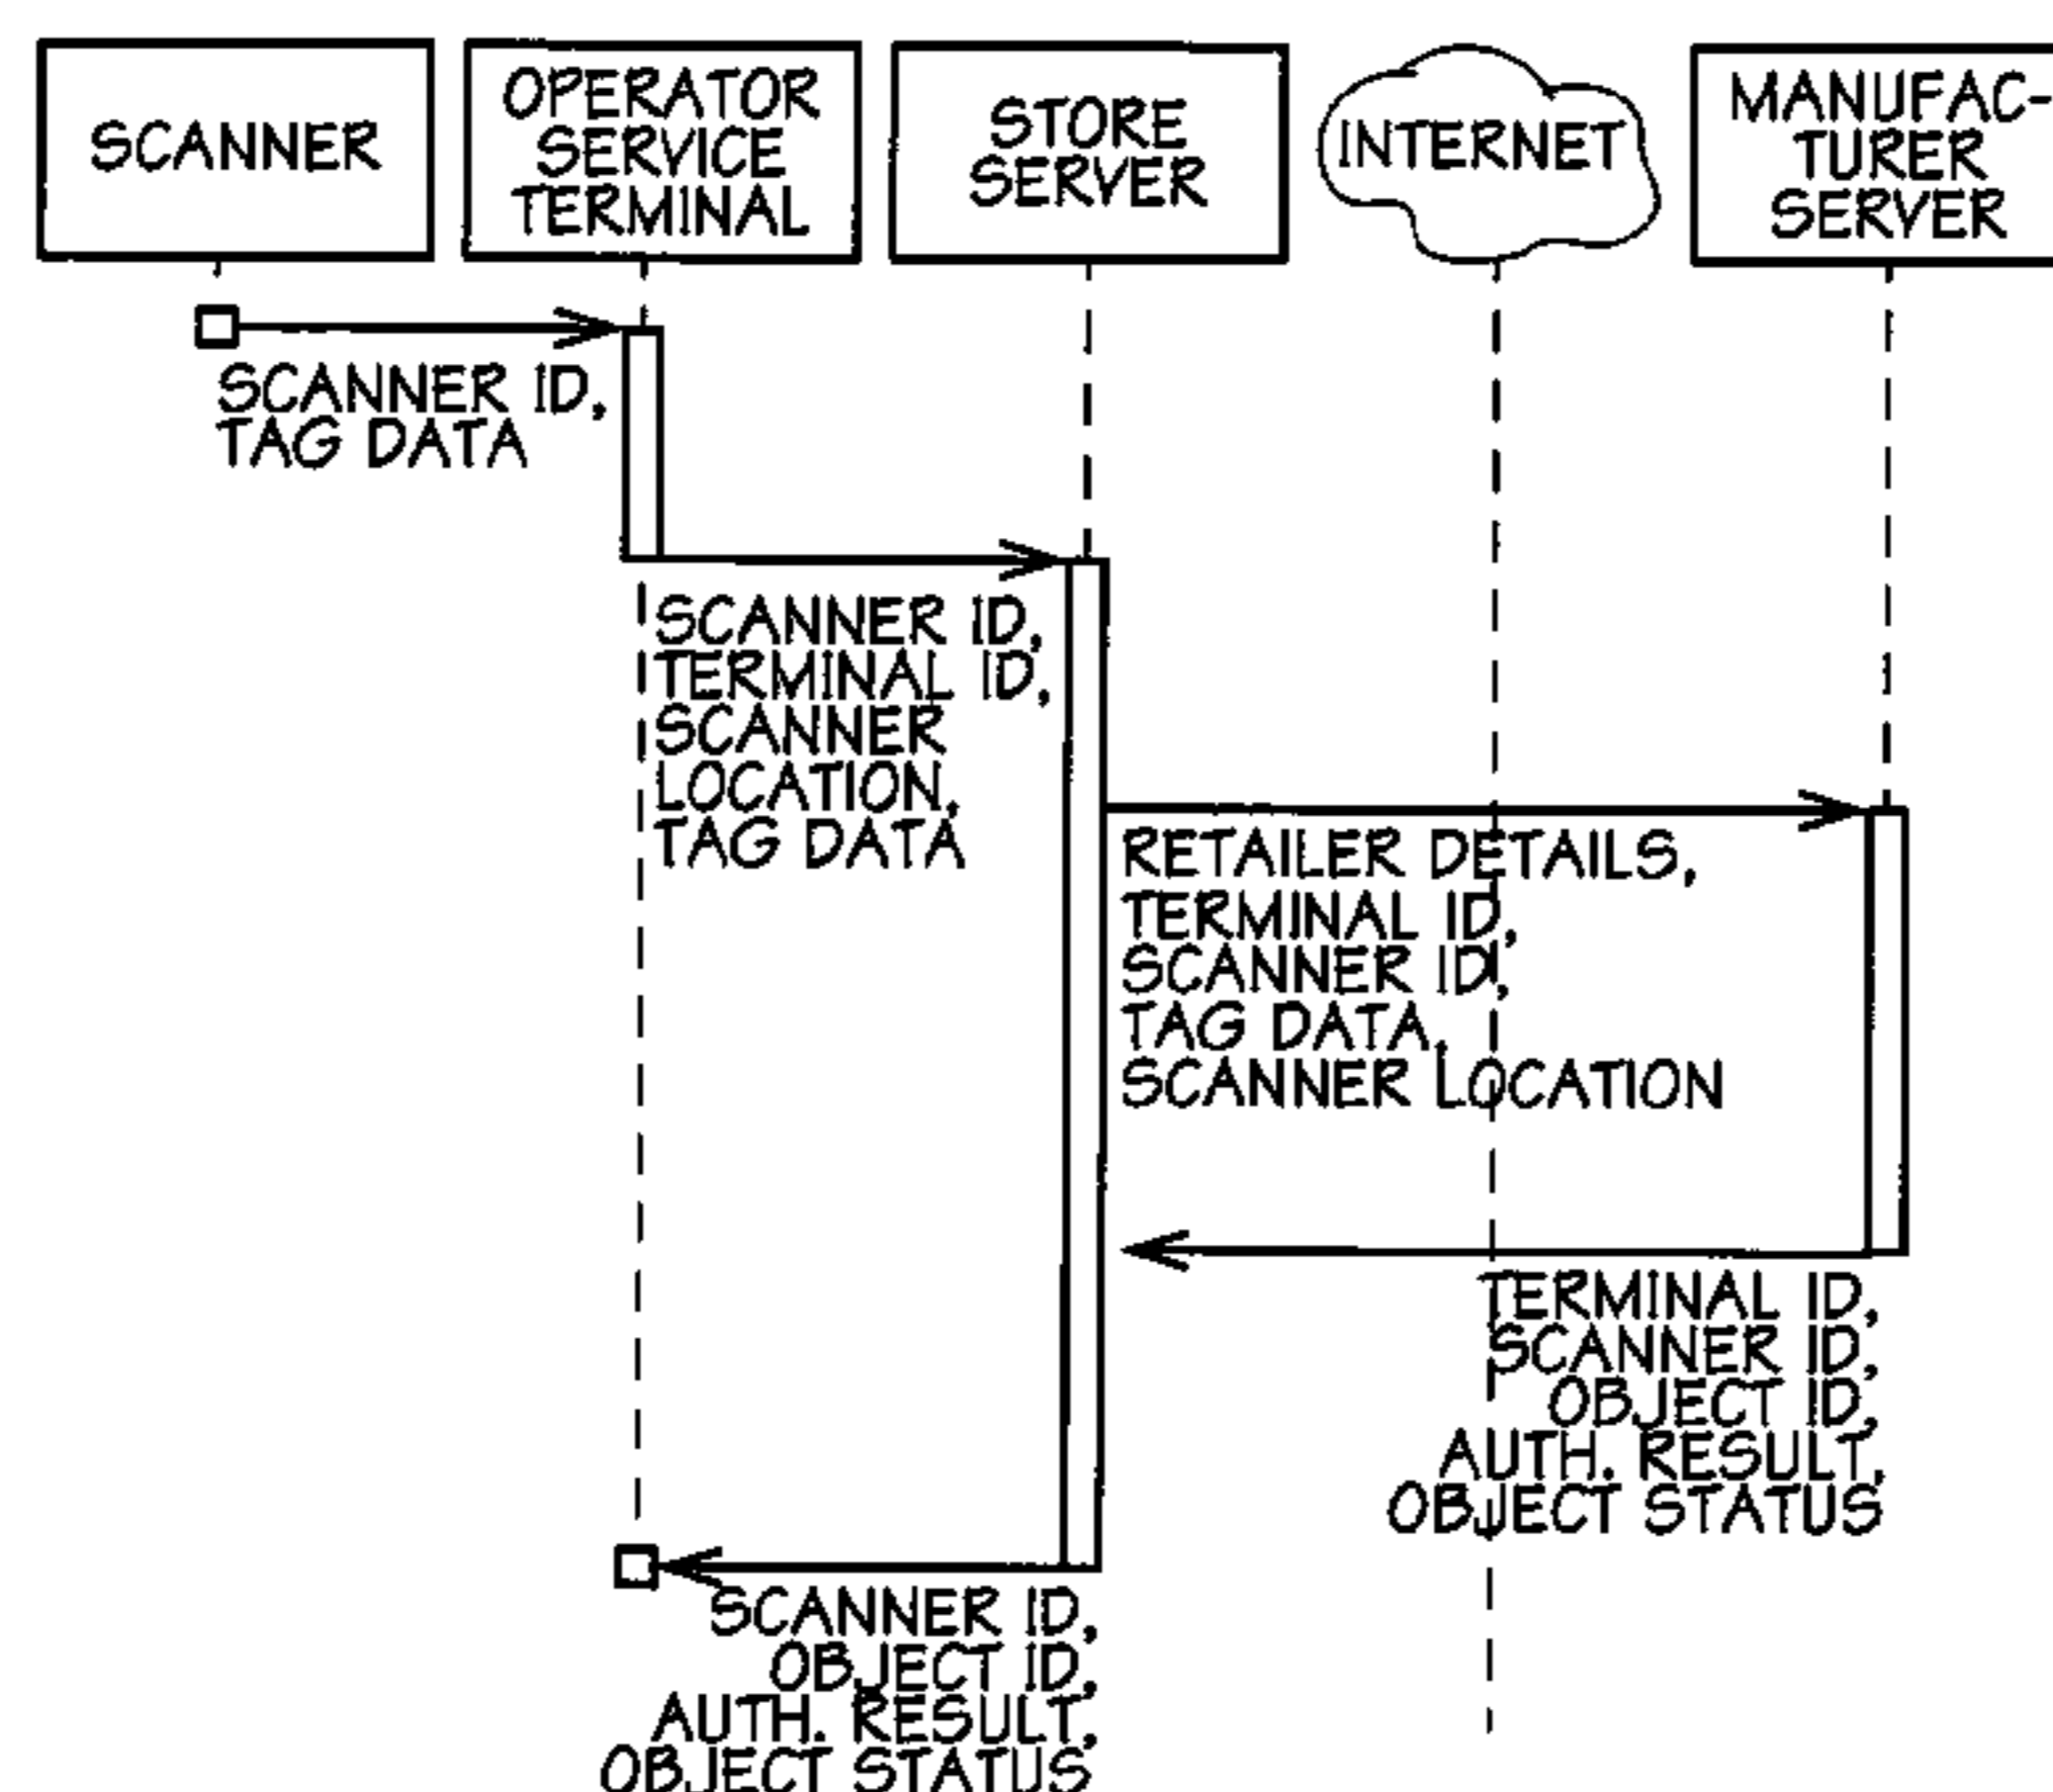 SCANNER
OPERATOR
SERVICE
TERMINAL
STORE
SERVER
INTERNET
MANUFAC-
TURER
SERVER
SCANNER ID,
TAG DATA
SCANNER ID,
TERMINAL ID,
SCANNER
LOCATION,
TAG DATA
RETAILER DETAILS,
TERMINAL ID,
SCANNER ID,
TAG DATA,
SCANNER LOCATION
TERMINAL ID,
SCANNER ID,
OBJECT ID,
AUTH. RESULT,
OBJECT STATUS
SCANNER ID,
OBJECT ID,
AUTH. RESULT,
OBJECT STATUS